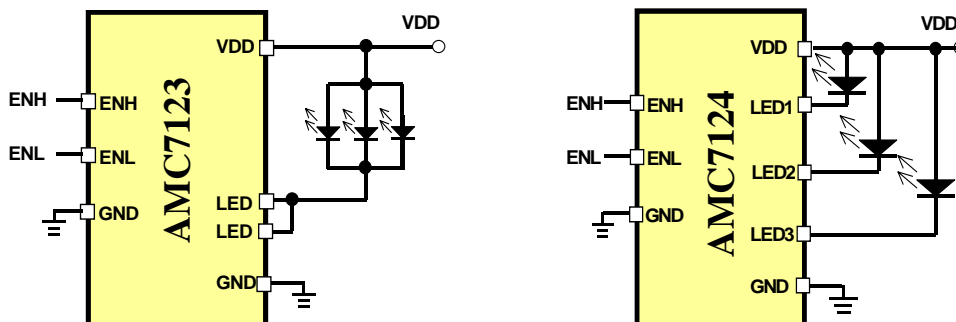 VDD
VDD
ENH
ENH
ENL
ENL
GND
LED
LED
GND
AMC7123
VDD
VDD
ENH
ENH
LED1
ENL
ENL
LED2
GND
LED3
GND
AMC7124